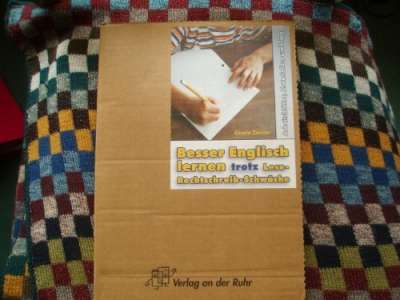 Besser Englisch
lernen trotz Lese-
Rechtschreib-Schwäche
Verlag an der Ruhr